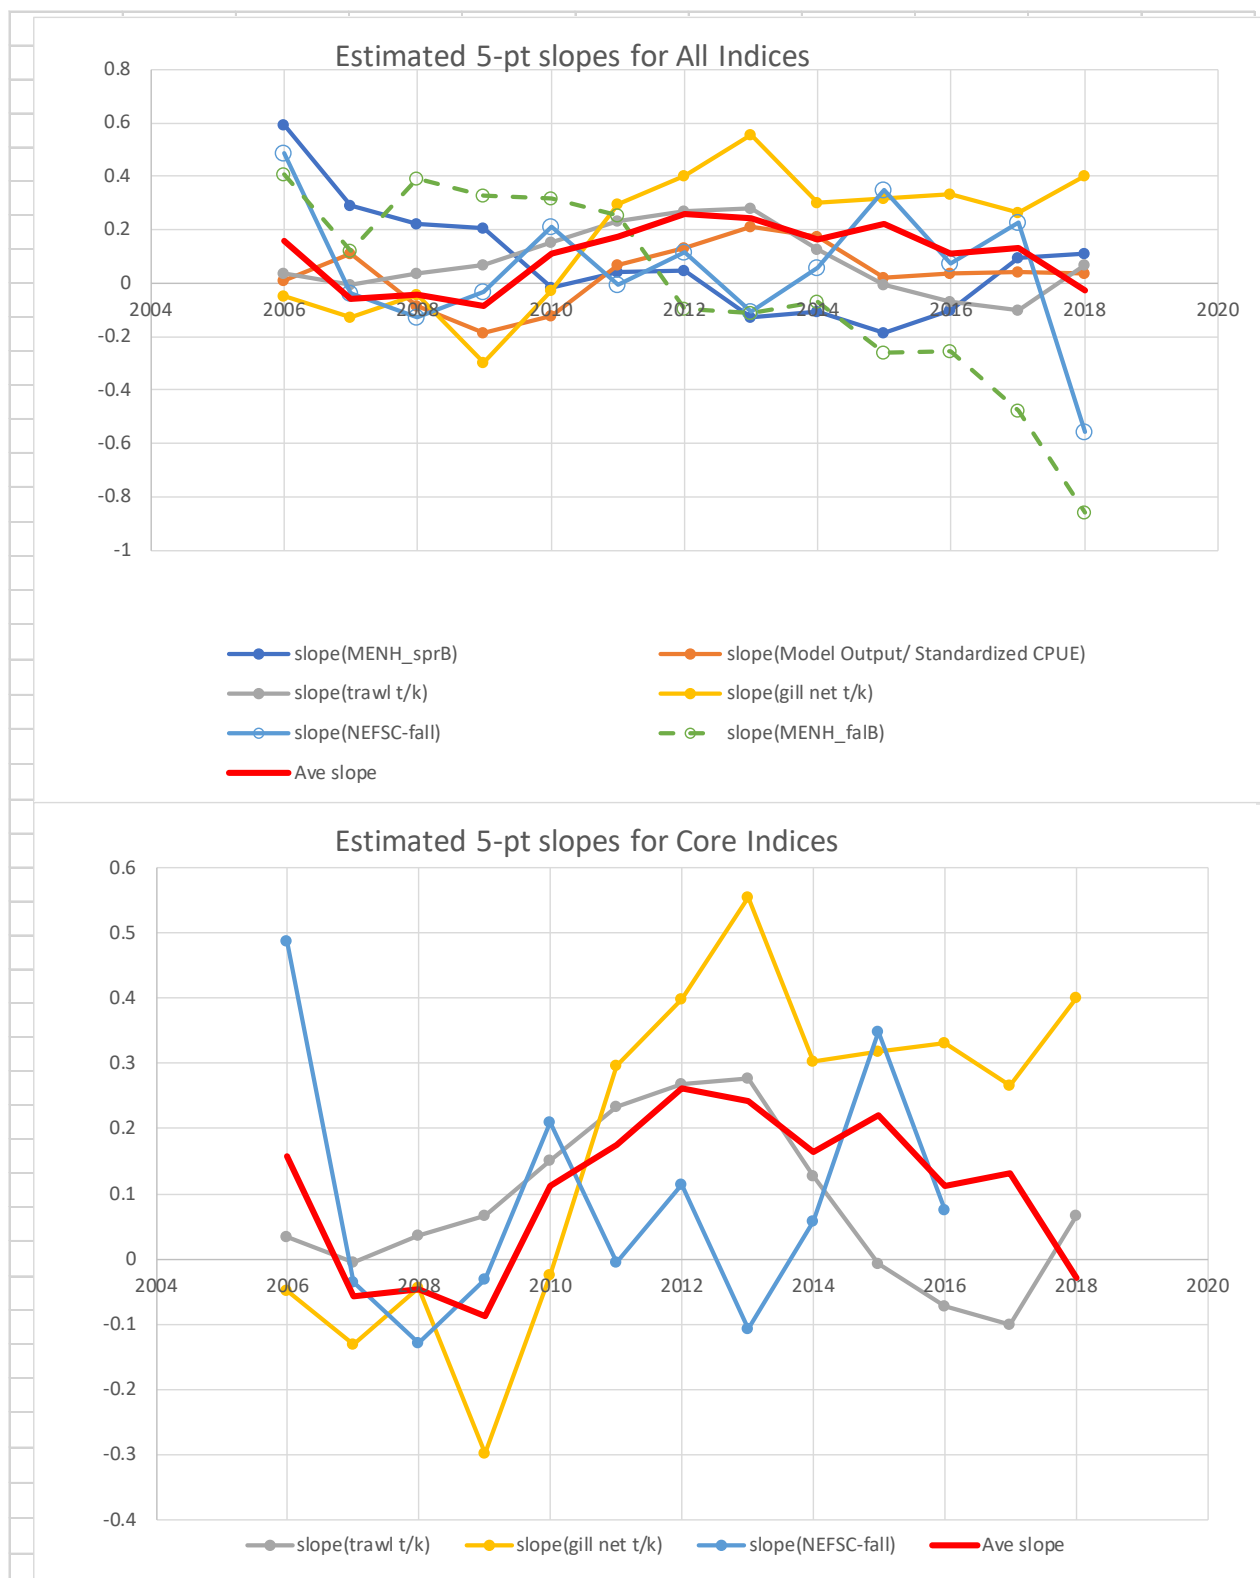 Estimated 5-pt slopes for All Indices
0.8
0.6
0.4
0.2
0
2004 2006 2008 2010 2012 2014 2016 2018 2020
-0.2
-0.4
-0.6
-0.8
-1
slope(MENH_sprB) slope(Model Output/ Standardized CPUE)
slope(trawl t/k) slope(gill net t/k)
slope(NEFSC-fall) slope(MENH_falB)
Ave slope
Estimated 5-pt slopes for Core Indices
0.6
0.5
0.4
0.3
0.2
0.1
0
2004 2006 2008 2010 2012 2014 2016 2018 2020
-0.1
-0.2
-0.3
-0.4
slope(trawl t/k) slope(gill net t/k) slope(NEFSC-fall) Ave slope